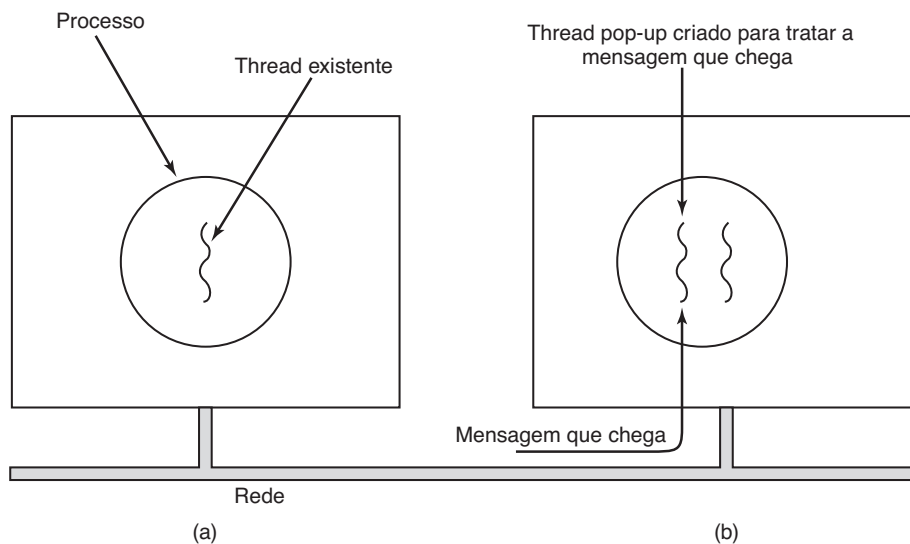 Processo
Thread existente
Thread pop-up criado para tratar a
mensagem que chega
Mensagem que chega
Rede
(a)
(b)